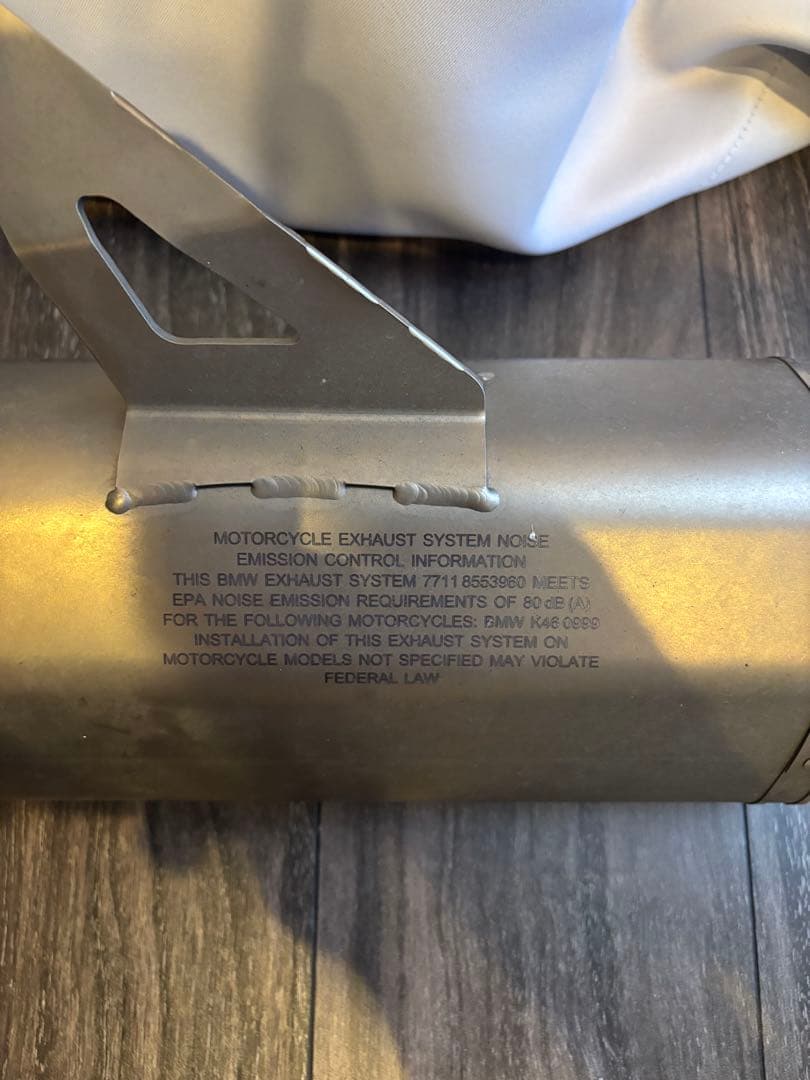 MOTORCYCLE EXHAUST SYSTEM NOISE
EMISSION CONTROL INFORMATION
THIS BMW EXHAUST SYSTEM 7711 8553960 MEETS
EPA NOISE EMISSION REQUIREMENTS OF 80 dB (A)
FOR THE FOLLOWING MOTORCYCLES: BMW K46 0999
INSTALLATION OF THIS EXHAUST SYSTEM ON
MOTORCYCLE MODELS NOT SPECIFIED MAY VIOLATE
FEDERAL LAW